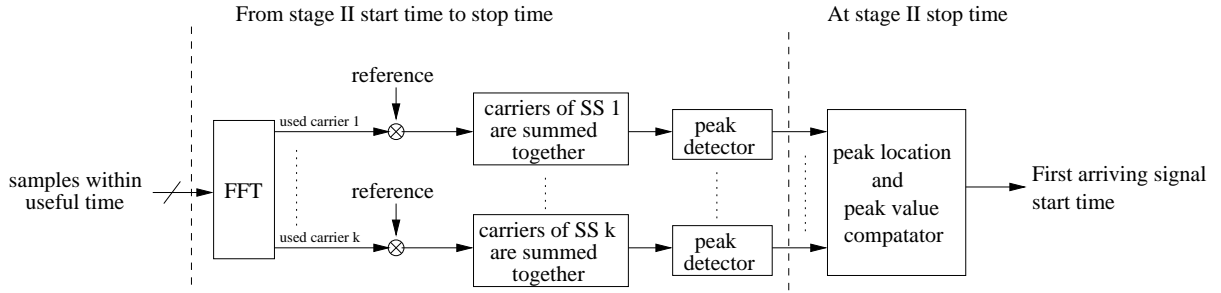 From stage II start time to stop time
At stage II stop time
reference
used carrier 1
carriers of SS 1
are summed
together
peak
detector
samples within
useful time
FFT
peak location
and
peak value
compatator
First arriving signal
start time
reference
used carrier k
carriers of SS k
are summed
together
peak
detector